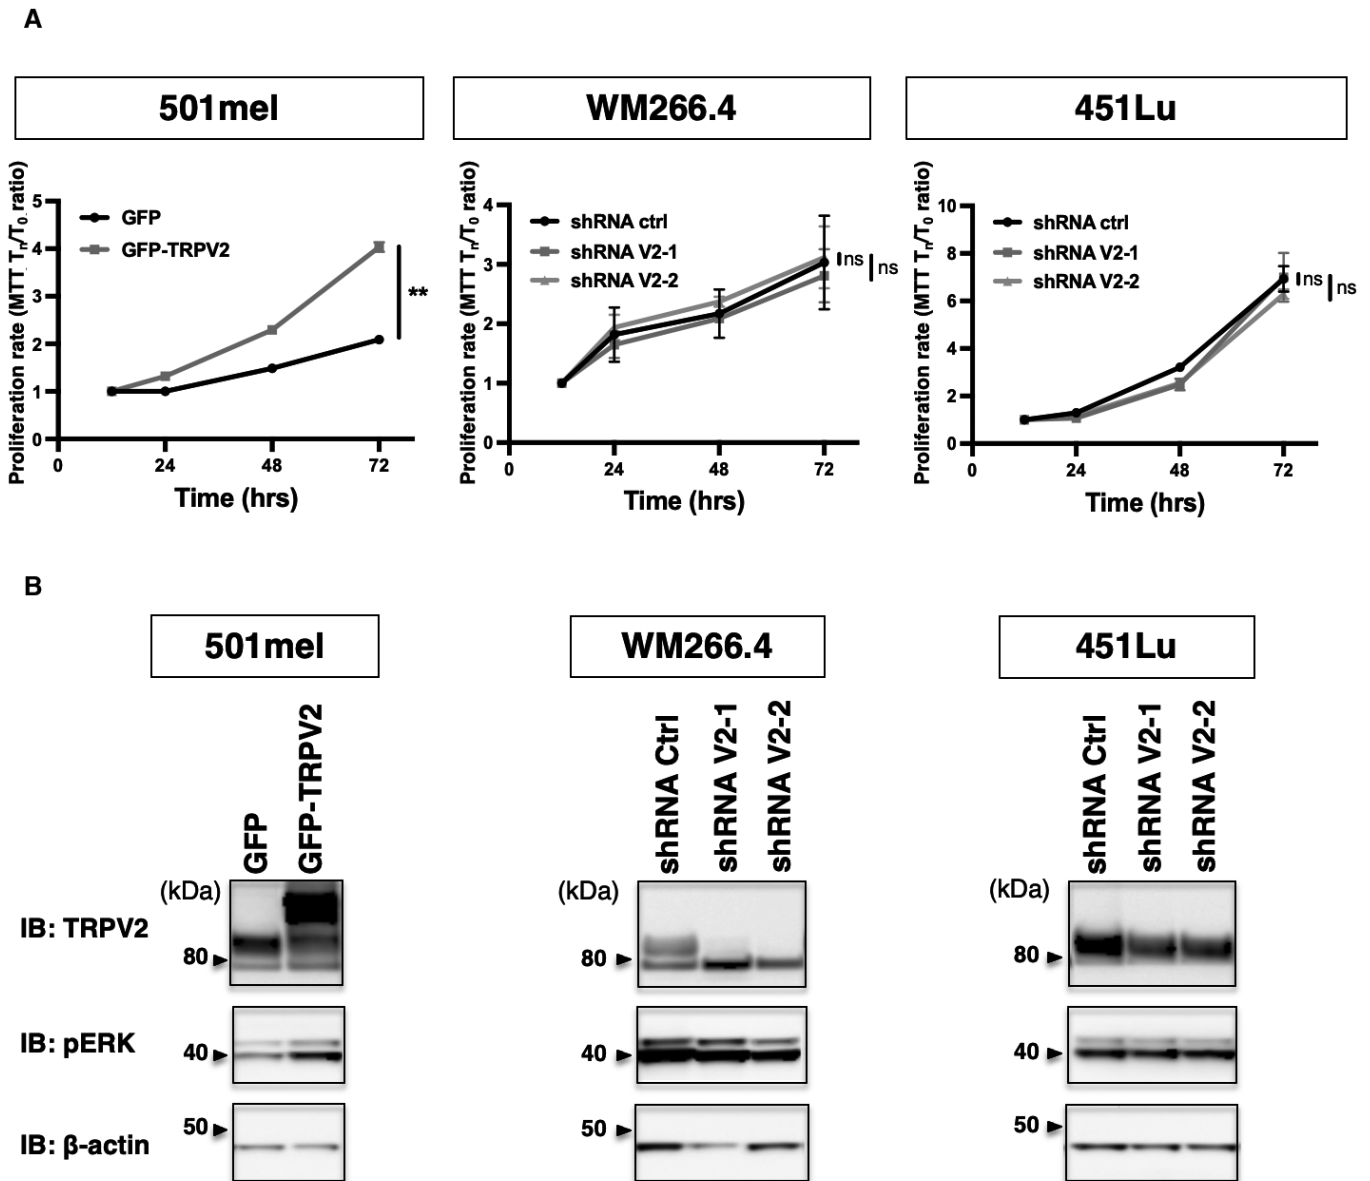 A
501mel
WM266.4
451Lu
Proliferation rate (MTT Tn/T0 ratio)
5
4
3
2
1
0
GFP
GFP-TRPV2
**
0 24 48 72
Time (hrs)
Proliferation rate (MTT Tn/T0 ratio)
4
3
2
1
0
shRNA ctrl
shRNA V2-1
shRNA V2-2
ns
ns
0 24 48 72
Time (hrs)
Proliferation rate (MTT Tn/T0 ratio)
10
8
6
4
2
0
shRNA ctrl
shRNA V2-1
shRNA V2-2
ns
ns
0 24 48 72
Time (hrs)
B
501mel
WM266.4
451Lu
GFP
GFP-TRPV2
shRNA Ctrl
shRNA V2-1
shRNA V2-2
shRNA Ctrl
shRNA V2-1
shRNA V2-2
(kDa)
(kDa)
(kDa)
IB: TRPV2
80
80
80
IB: pERK
40
40
40
50
50
50
IB: β-actin